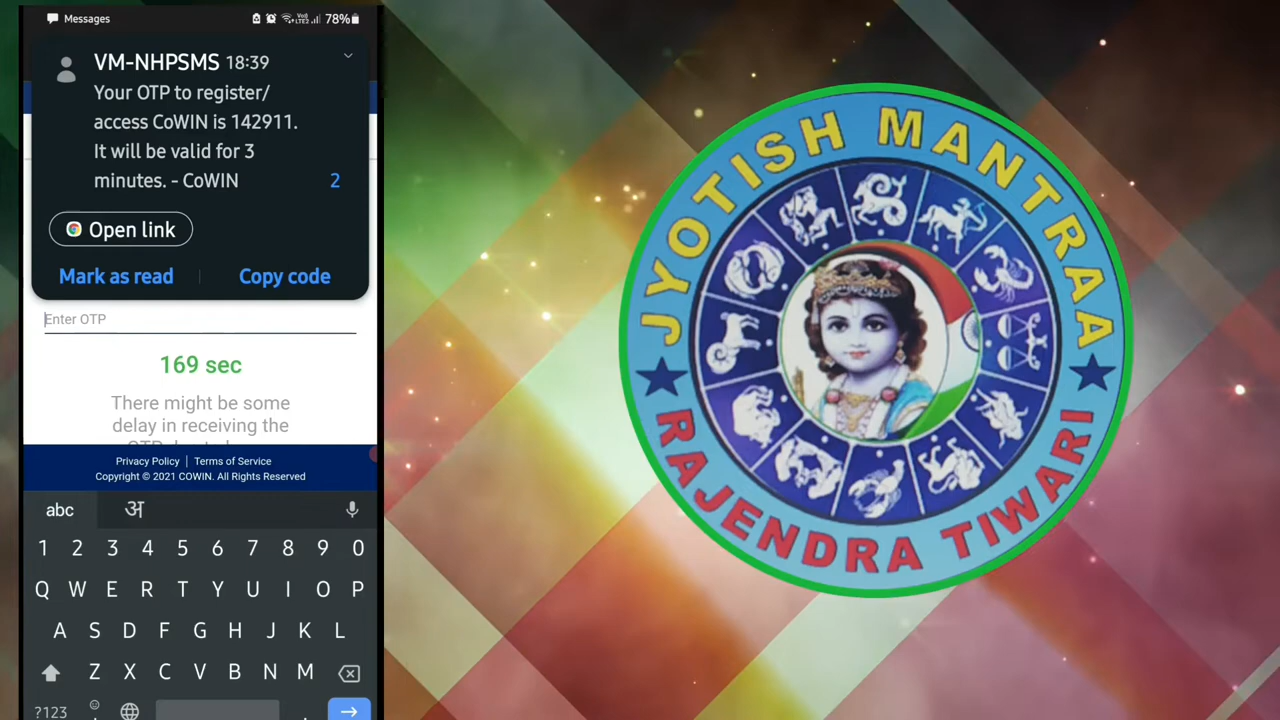 Messages
78%
VM-NHPSMS 18:39
Your OTP to register/
access CoWIN is 142911.
It will be valid for 3
minutes. - CoWIN
2
Open link
Mark as read
Copy code
Enter OTP
169 sec
There might be some
delay in receiving the
Privacy Policy | Terms of Service
Copyright © 2021 COWIN. All Rights Reserved
abc अ
1 2 3 4 5 6 7 8 9 0
Q W E R T Y U I O P
A S D F G H J K L
Z X C V B N M
?123 , .
JYOTISH MANTRAA
RAJENDRA TIWARI